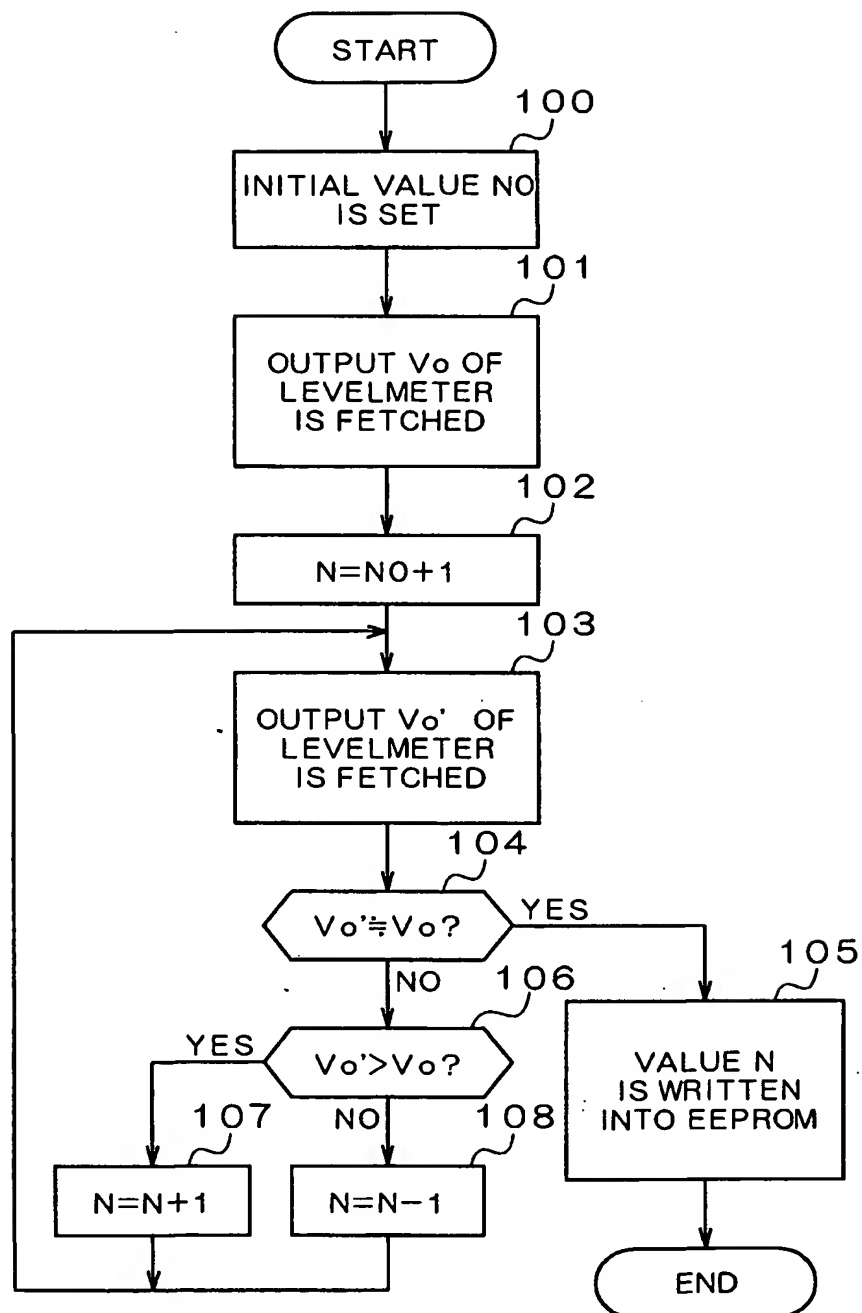 START
100
INITIAL VALUE N0
IS SET
101
OUTPUT Vo OF
LEVELMETER
IS FETCHED
102
N=N0+1
103
OUTPUT Vo' OF
LEVELMETER
IS FETCHED
104
Vo'≒Vo?
YES
NO
105
VALUE N
IS WRITTEN
INTO EEPROM
106
Vo'>Vo?
YES
NO
107
N=N+1
108
N=N-1
END